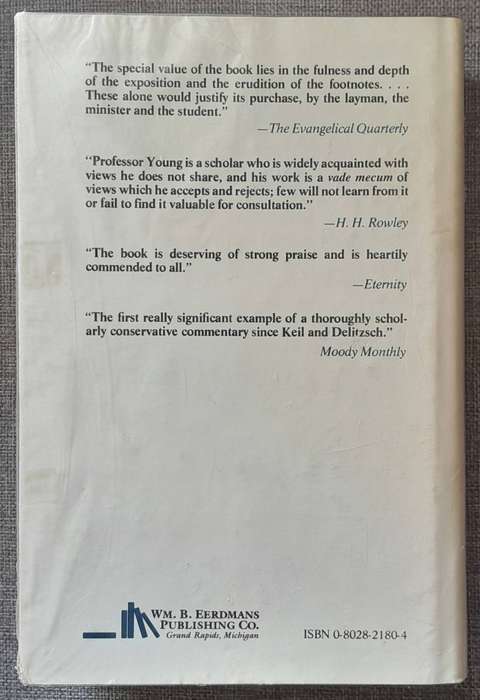 “The special value of the book lies in the fulness and depth
of the exposition and the erudition of the footnotes. . . .
These alone would justify its purchase, by the layman, the
minister and the student.”
—The Evangelical Quarterly
“Professor Young is a scholar who is widely acquainted with
views he does not share, and his work is a vade mecum of
views which he accepts and rejects; few will not learn from it
or fail to find it valuable for consultation.”
—H. H. Rowley
“The book is deserving of strong praise and is heartily
commended to all.”
—Eternity
“The first really significant example of a thoroughly schol-
arly conservative commentary since Keil and Delitzsch.”
Moody Monthly
WM. B. EERDMANS
PUBLISHING CO.
Grand Rapids, Michigan
ISBN 0-8028-2180-4